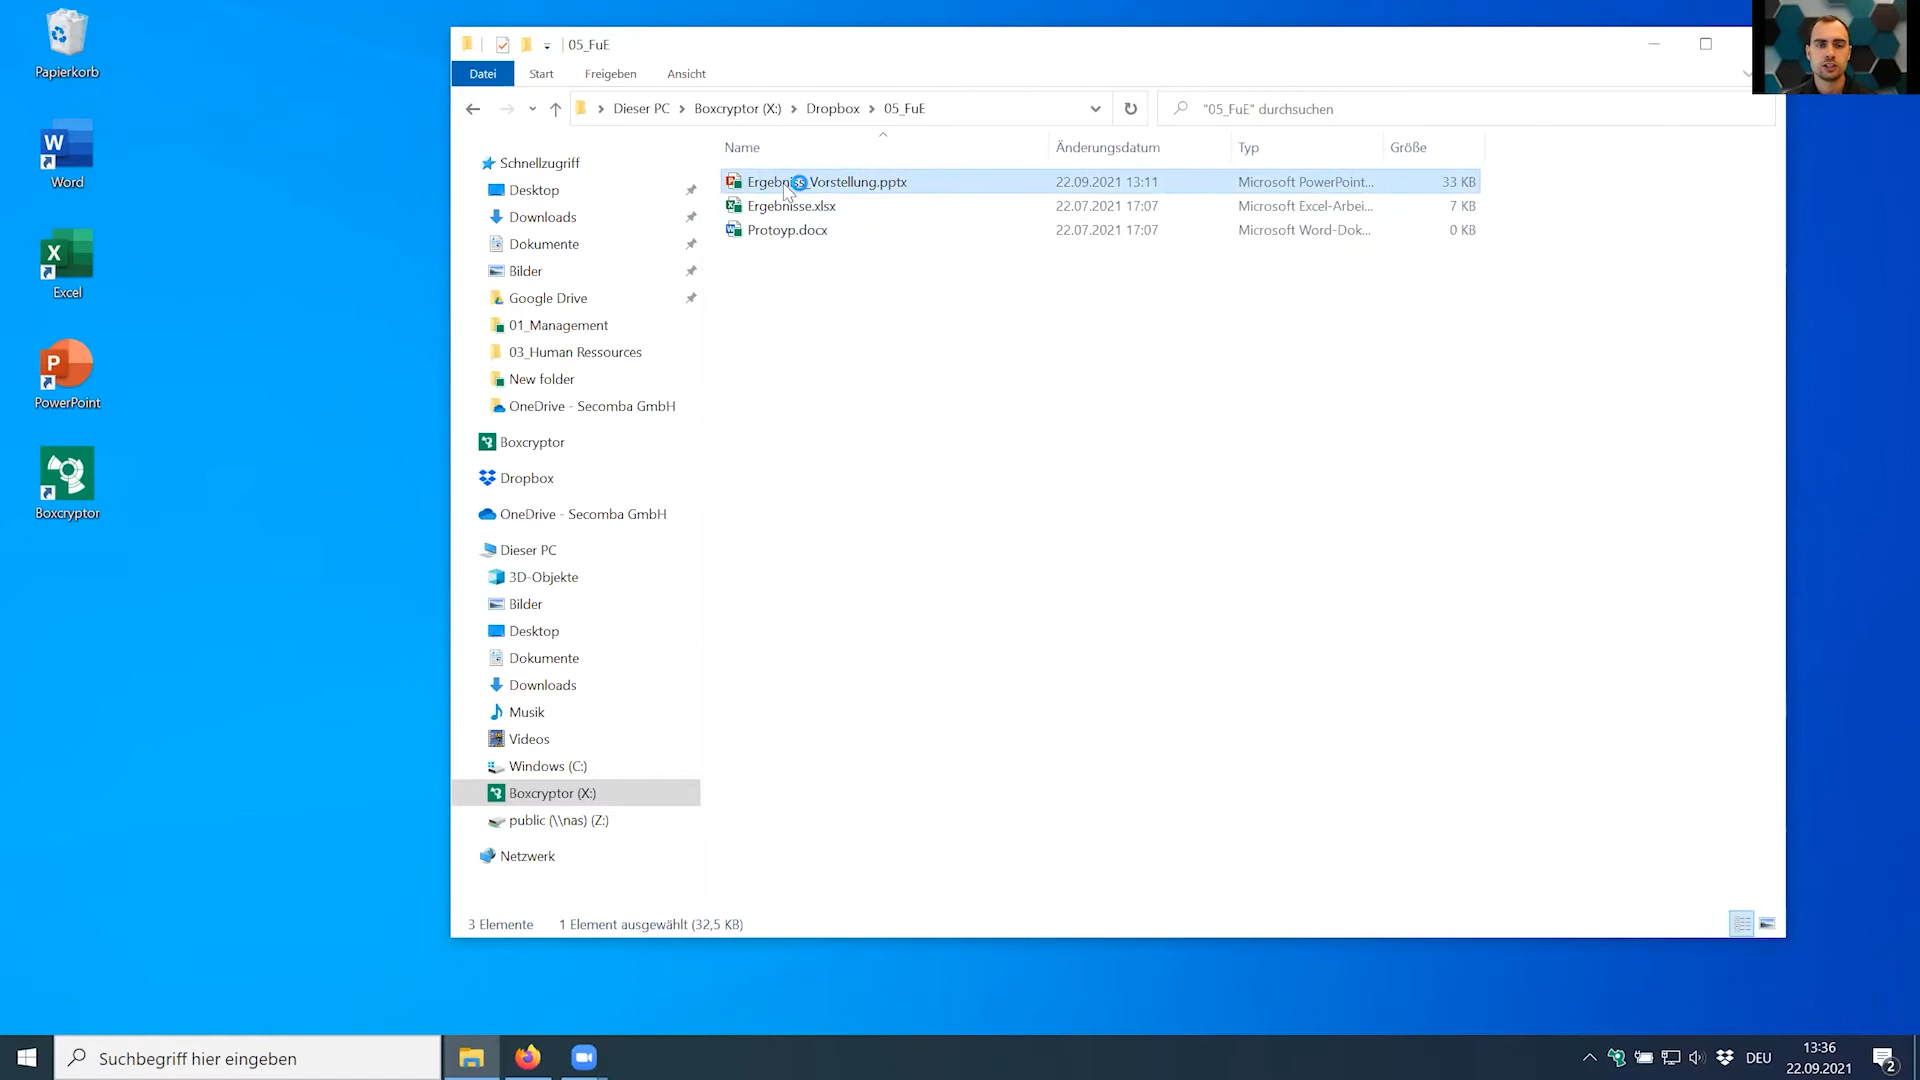 Papierkorb
Word
Excel
PowerPoint
Boxcryptor
05_FuE
Datei Start Freigeben Ansicht
Dieser PC Boxcryptor (X:) Dropbox 05_FuE
"05_FuE" durchsuchen
Name Änderungsdatum Typ Größe
Ergebniss_Vorstellung.pptx 22.09.2021 13:11 Microsoft PowerPoint... 33 KB
Ergebnisse.xlsx 22.07.2021 17:07 Microsoft Excel-Arbei... 7 KB
Protoyp.docx 22.07.2021 17:07 Microsoft Word-Dok... 0 KB
Schnellzugriff
Desktop
Downloads
Dokumente
Bilder
Google Drive
01_Management
03_Human Ressources
New folder
OneDrive - Secomba GmbH
Boxcryptor
Dropbox
OneDrive - Secomba GmbH
Dieser PC
3D-Objekte
Bilder
Desktop
Dokumente
Downloads
Musik
Videos
Windows (C:)
Boxcryptor (X:)
public (\\nas) (Z:)
Netzwerk
3 Elemente 1 Element ausgewählt (32,5 KB)
Suchbegriff hier eingeben
DEU
13:36
22.09.2021
2